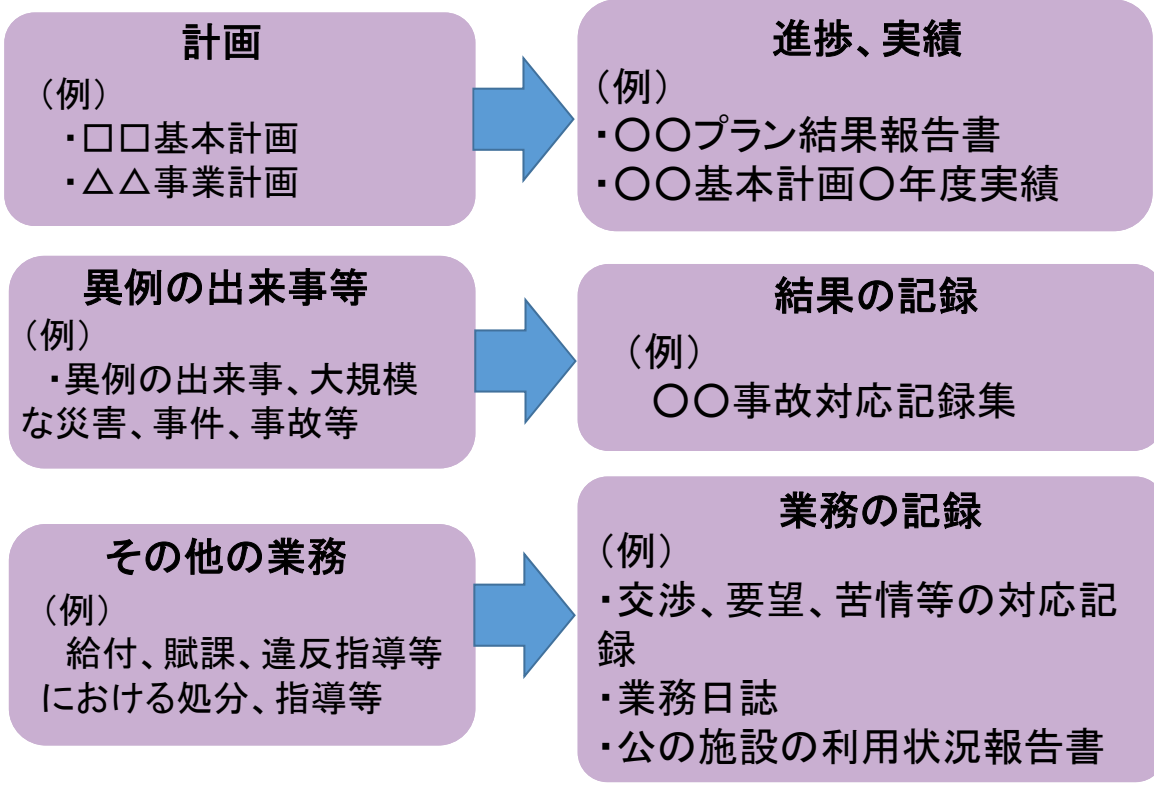 計画
（例）
・□□基本計画
・△△事業計画
進捗、実績
（例）
・〇〇プラン結果報告書
・〇〇基本計画〇年度実績
異例の出来事等
（例）
・異例の出来事、大規模
な災害、事件、事故等
結果の記録
（例）
〇〇事故対応記録集
その他の業務
（例）
給付、賦課、違反指導等
における処分、指導等
業務の記録
（例）
・交渉、要望、苦情等の対応記
録
・業務日誌
・公の施設の利用状況報告書